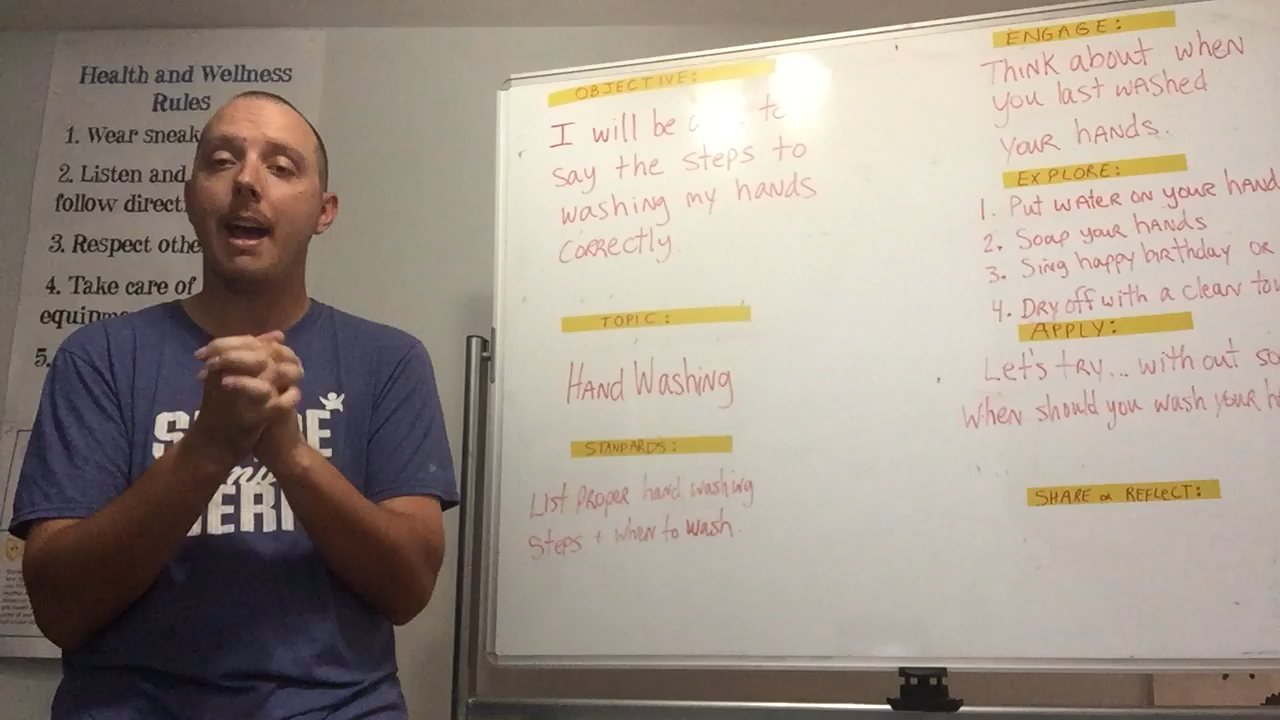 Health and Wellness
Rules
1. Wear
2. Listen and
follow
3. Respect
4. Take care of
5.
OBJECTIVE:
I will be
say the steps to
washing my hands
correctly.
TOPIC:
HAND WASHING
STANDARDS:
List Proper hand washing
steps + when to wash.
ENGAGE:
THINK about when
you last wASHED
YOUR HANDS.
EXPLORE:
1. Put wATER ON YOUR HAND
2. Soap your HANDS
3. Sing happy birthday or
4. DRY off with a clean
APPLY:
Let's tRy... with out
When should you wash your
SHARE or REFLECT: